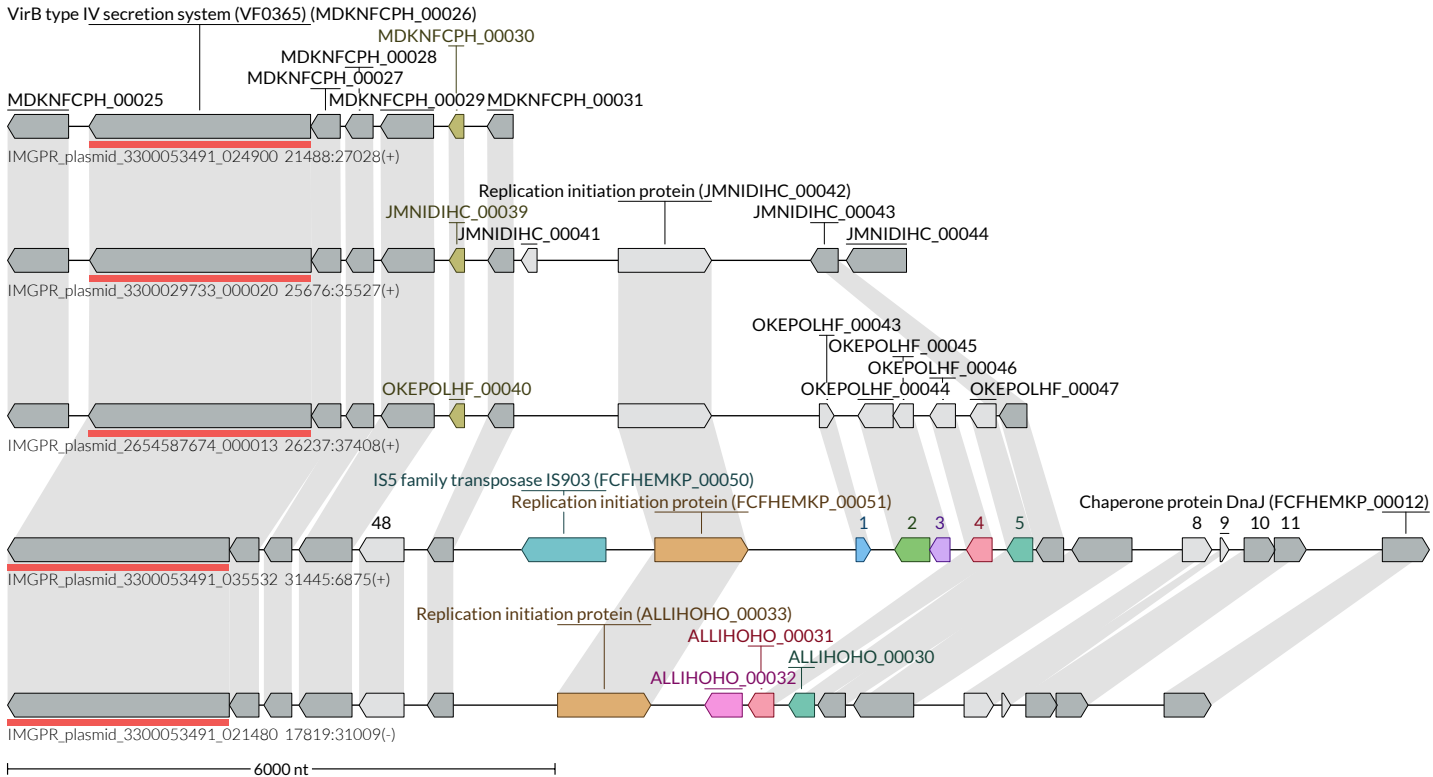 VirB type IV secretion system (VF0365) (MDKNFCPH_00026)
MDKNFCPH_00030
MDKNFCPH_00028
MDKNFCPH_00027
MDKNFCPH_00025
MDKNFCPH_00029
MDKNFCPH_00031
IMGPR_plasmid_3300053491_024900 21488:27028(+)
Replication initiation protein (JMNIDIHC_00042)
JMNIDIHC_00039
JMNIDIHC_00043
JMNIDIHC_00041
JMNIDIHC_00044
IMGPR_plasmid_3300029733_000020 25676:35527(+)
OKEPOLHF_00043
OKEPOLHF_00045
OKEPOLHF_00046
OKEPOLHF_00040
OKEPOLHF_00044
OKEPOLHF_00047
IMGPR_plasmid_2654587674_000013 26237:37408(+)
IS5 family transposase IS903 (FCFHEMKP_00050)
Replication initiation protein (FCFHEMKP_00051)
Chaperone protein DnaJ (FCFHEMKP_00012)
48
1
2
3
4
5
8
9
10
11
IMGPR_plasmid_3300053491_035532 31445:6875(+)
Replication initiation protein (ALLIHOHO_00033)
ALLIHOHO_00031
ALLIHOHO_00030
ALLIHOHO_00032
IMGPR_plasmid_3300053491_021480 17819:31009(-)
6000 nt